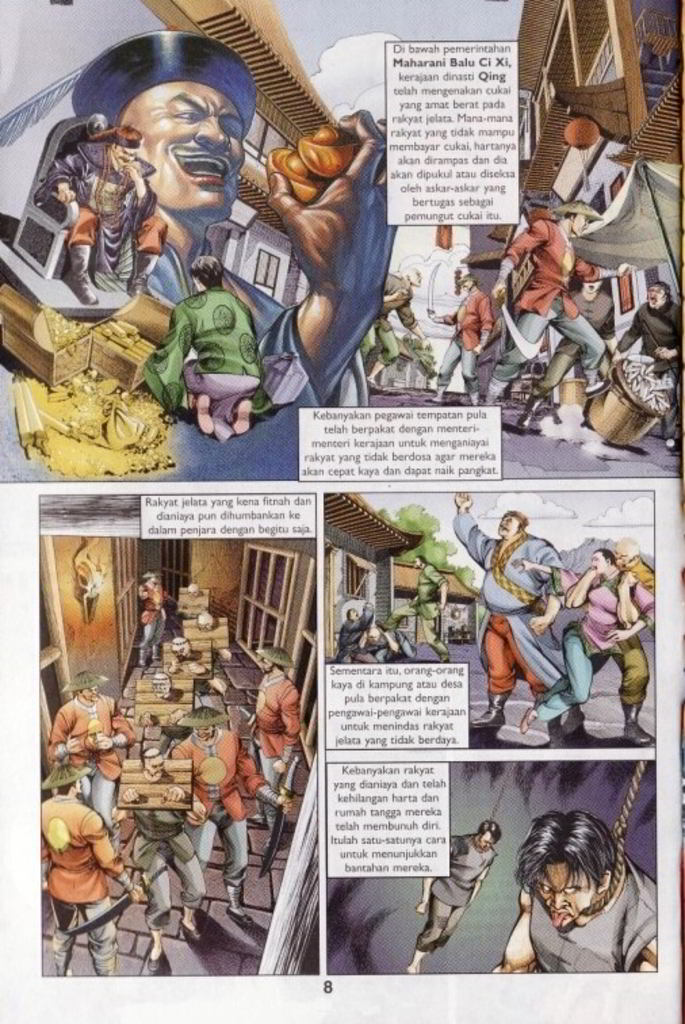 Di bawah pemerintahan
Maharani Balu Ci Xi,
kerajaan dinasti Qing
telah mengenakan cukai
yang amat berat pada
rakyat jelata. Mana-mana
rakyat yang tidak mampu
membayar cukai, hartanya
akan dirampas dan dia
akan dipukul atau diseksa
oleh askar-askar yang
bertugas sebagai
pemungut cukai itu.
Kebanyakan pegawai tempatan pula
telah berpakat dengan menteri-
menteri kerajaan untuk menganiayai
rakyat yang tidak berdosa agar mereka
akan cepat kaya dan dapat naik pangkat.
Rakyat jelata yang kena fitnah dan
dianiaya pun dihumbankan ke
dalam penjara dengan begitu saja.
Sementara itu, orang-orang
kaya di kampung atau desa
pula berpakat dengan
pengawai-pengawai kerajaan
untuk menindas rakyat
jelata yang tidak berdaya.
Kebanyakan rakyat
yang dianiaya dan telah
kehilangan harta dan
rumah tangga mereka
telah membunuh diri.
Itulah satu-satunya cara
untuk menunjukkan
bantahan mereka.
8